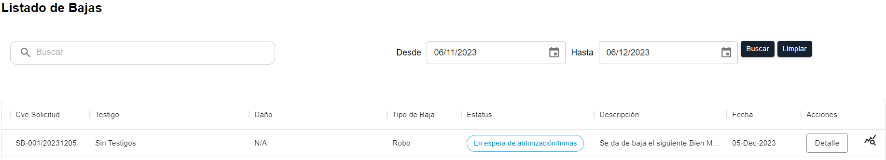 Listado de Bajas
Buscar
Desde 06/11/2023 Hasta 06/12/2023 Buscar Limpiar
Cve Solicitud Testigo Daño Tipo de Baja Estatus Descripción Fecha Acciones
SB-001/20231205 Sin Testigos N/A Robo En espera de autorización/firmas Se da de baja el siguiente Bien M... 05-Dec-2023 Detalle